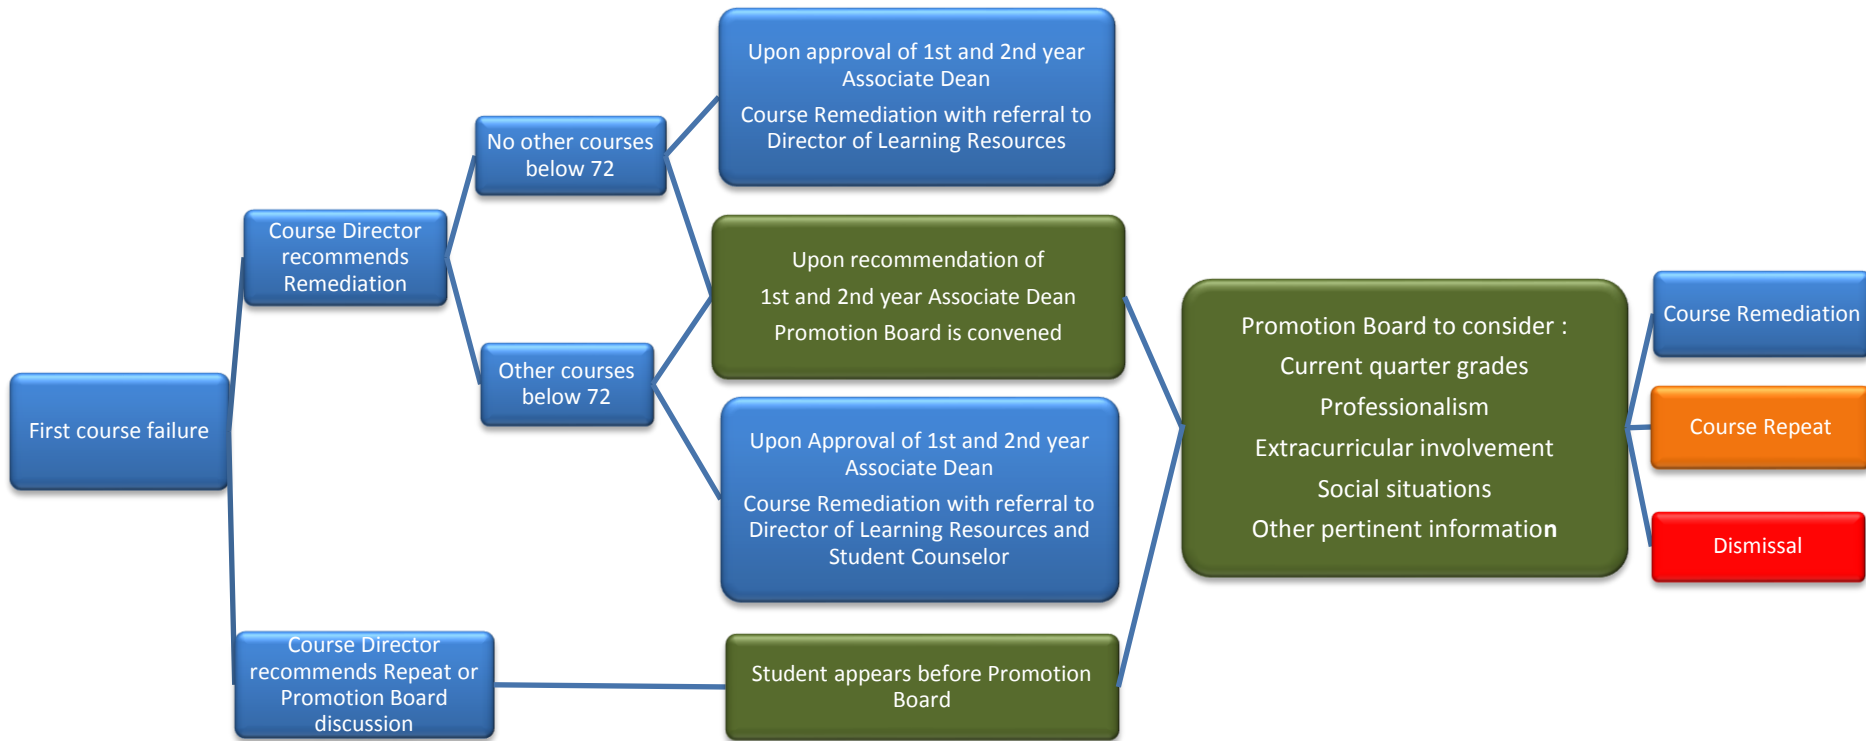 First course failure
Course Director
recommends
Remediation
Course Director
recommends Repeat or
Promotion Board
discussion
No other courses
below 72
Other courses
below 72
Upon approval of 1st and 2nd year
Associate Dean
Course Remediation with referral to
Director of Learning Resources
Upon recommendation of
1st and 2nd year Associate Dean
Promotion Board is convened
Upon Approval of 1st and 2nd year
Associate Dean
Course Remediation with referral to
Director of Learning Resources and
Student Counselor
Student appears before Promotion
Board
Promotion Board to consider :
Current quarter grades
Professionalism
Extracurricular involvement
Social situations
Other pertinent information
Course Remediation
Course Repeat
Dismissal